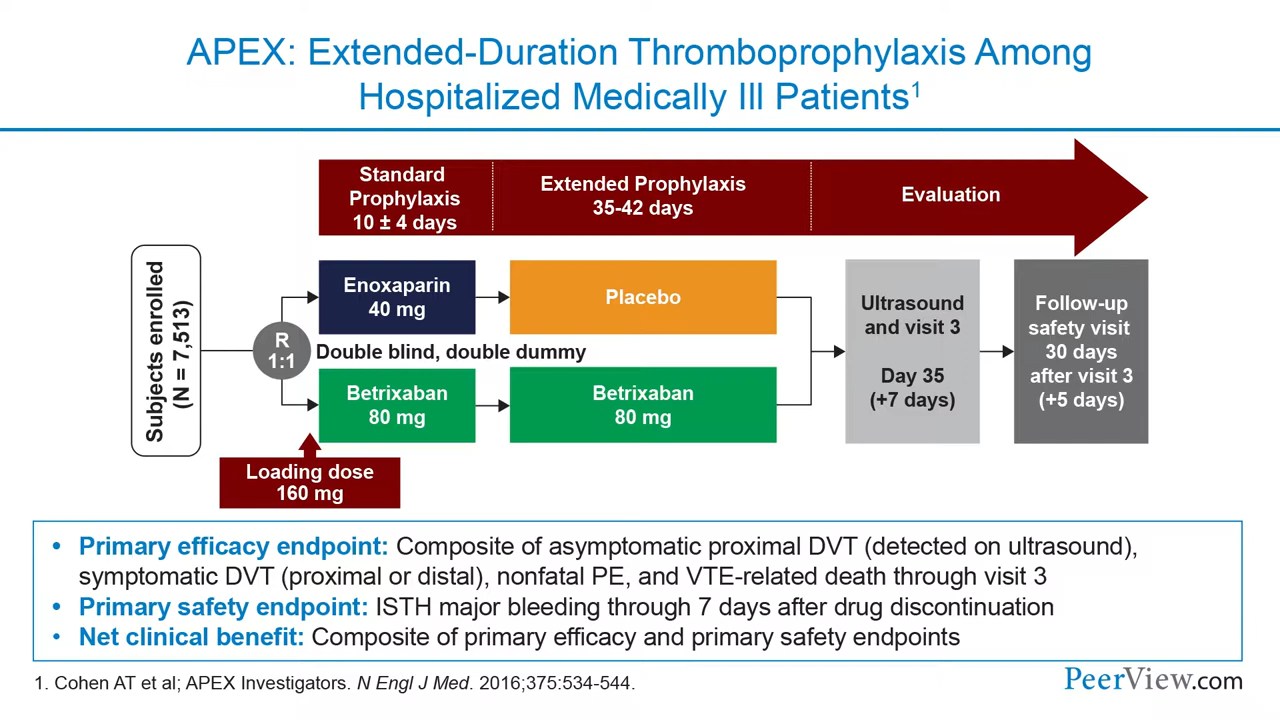 APEX: Extended-Duration Thromboprophylaxis Among
Hospitalized Medically Ill Patients1
Standard
Prophylaxis
10 ± 4 days
Extended Prophylaxis
35-42 days
Evaluation
Subjects enrolled
(N = 7,513)
R
1:1
Enoxaparin
40 mg
Placebo
Double blind, double dummy
Betrixaban
80 mg
Betrixaban
80 mg
Loading dose
160 mg
Ultrasound
and visit 3
Day 35
(+7 days)
Follow-up
safety visit
30 days
after visit 3
(+5 days)
• Primary efficacy endpoint: Composite of asymptomatic proximal DVT (detected on ultrasound),
symptomatic DVT (proximal or distal), nonfatal PE, and VTE-related death through visit 3
• Primary safety endpoint: ISTH major bleeding through 7 days after drug discontinuation
• Net clinical benefit: Composite of primary efficacy and primary safety endpoints
1. Cohen AT et al; APEX Investigators. N Engl J Med. 2016;375:534-544.
PeerView.com